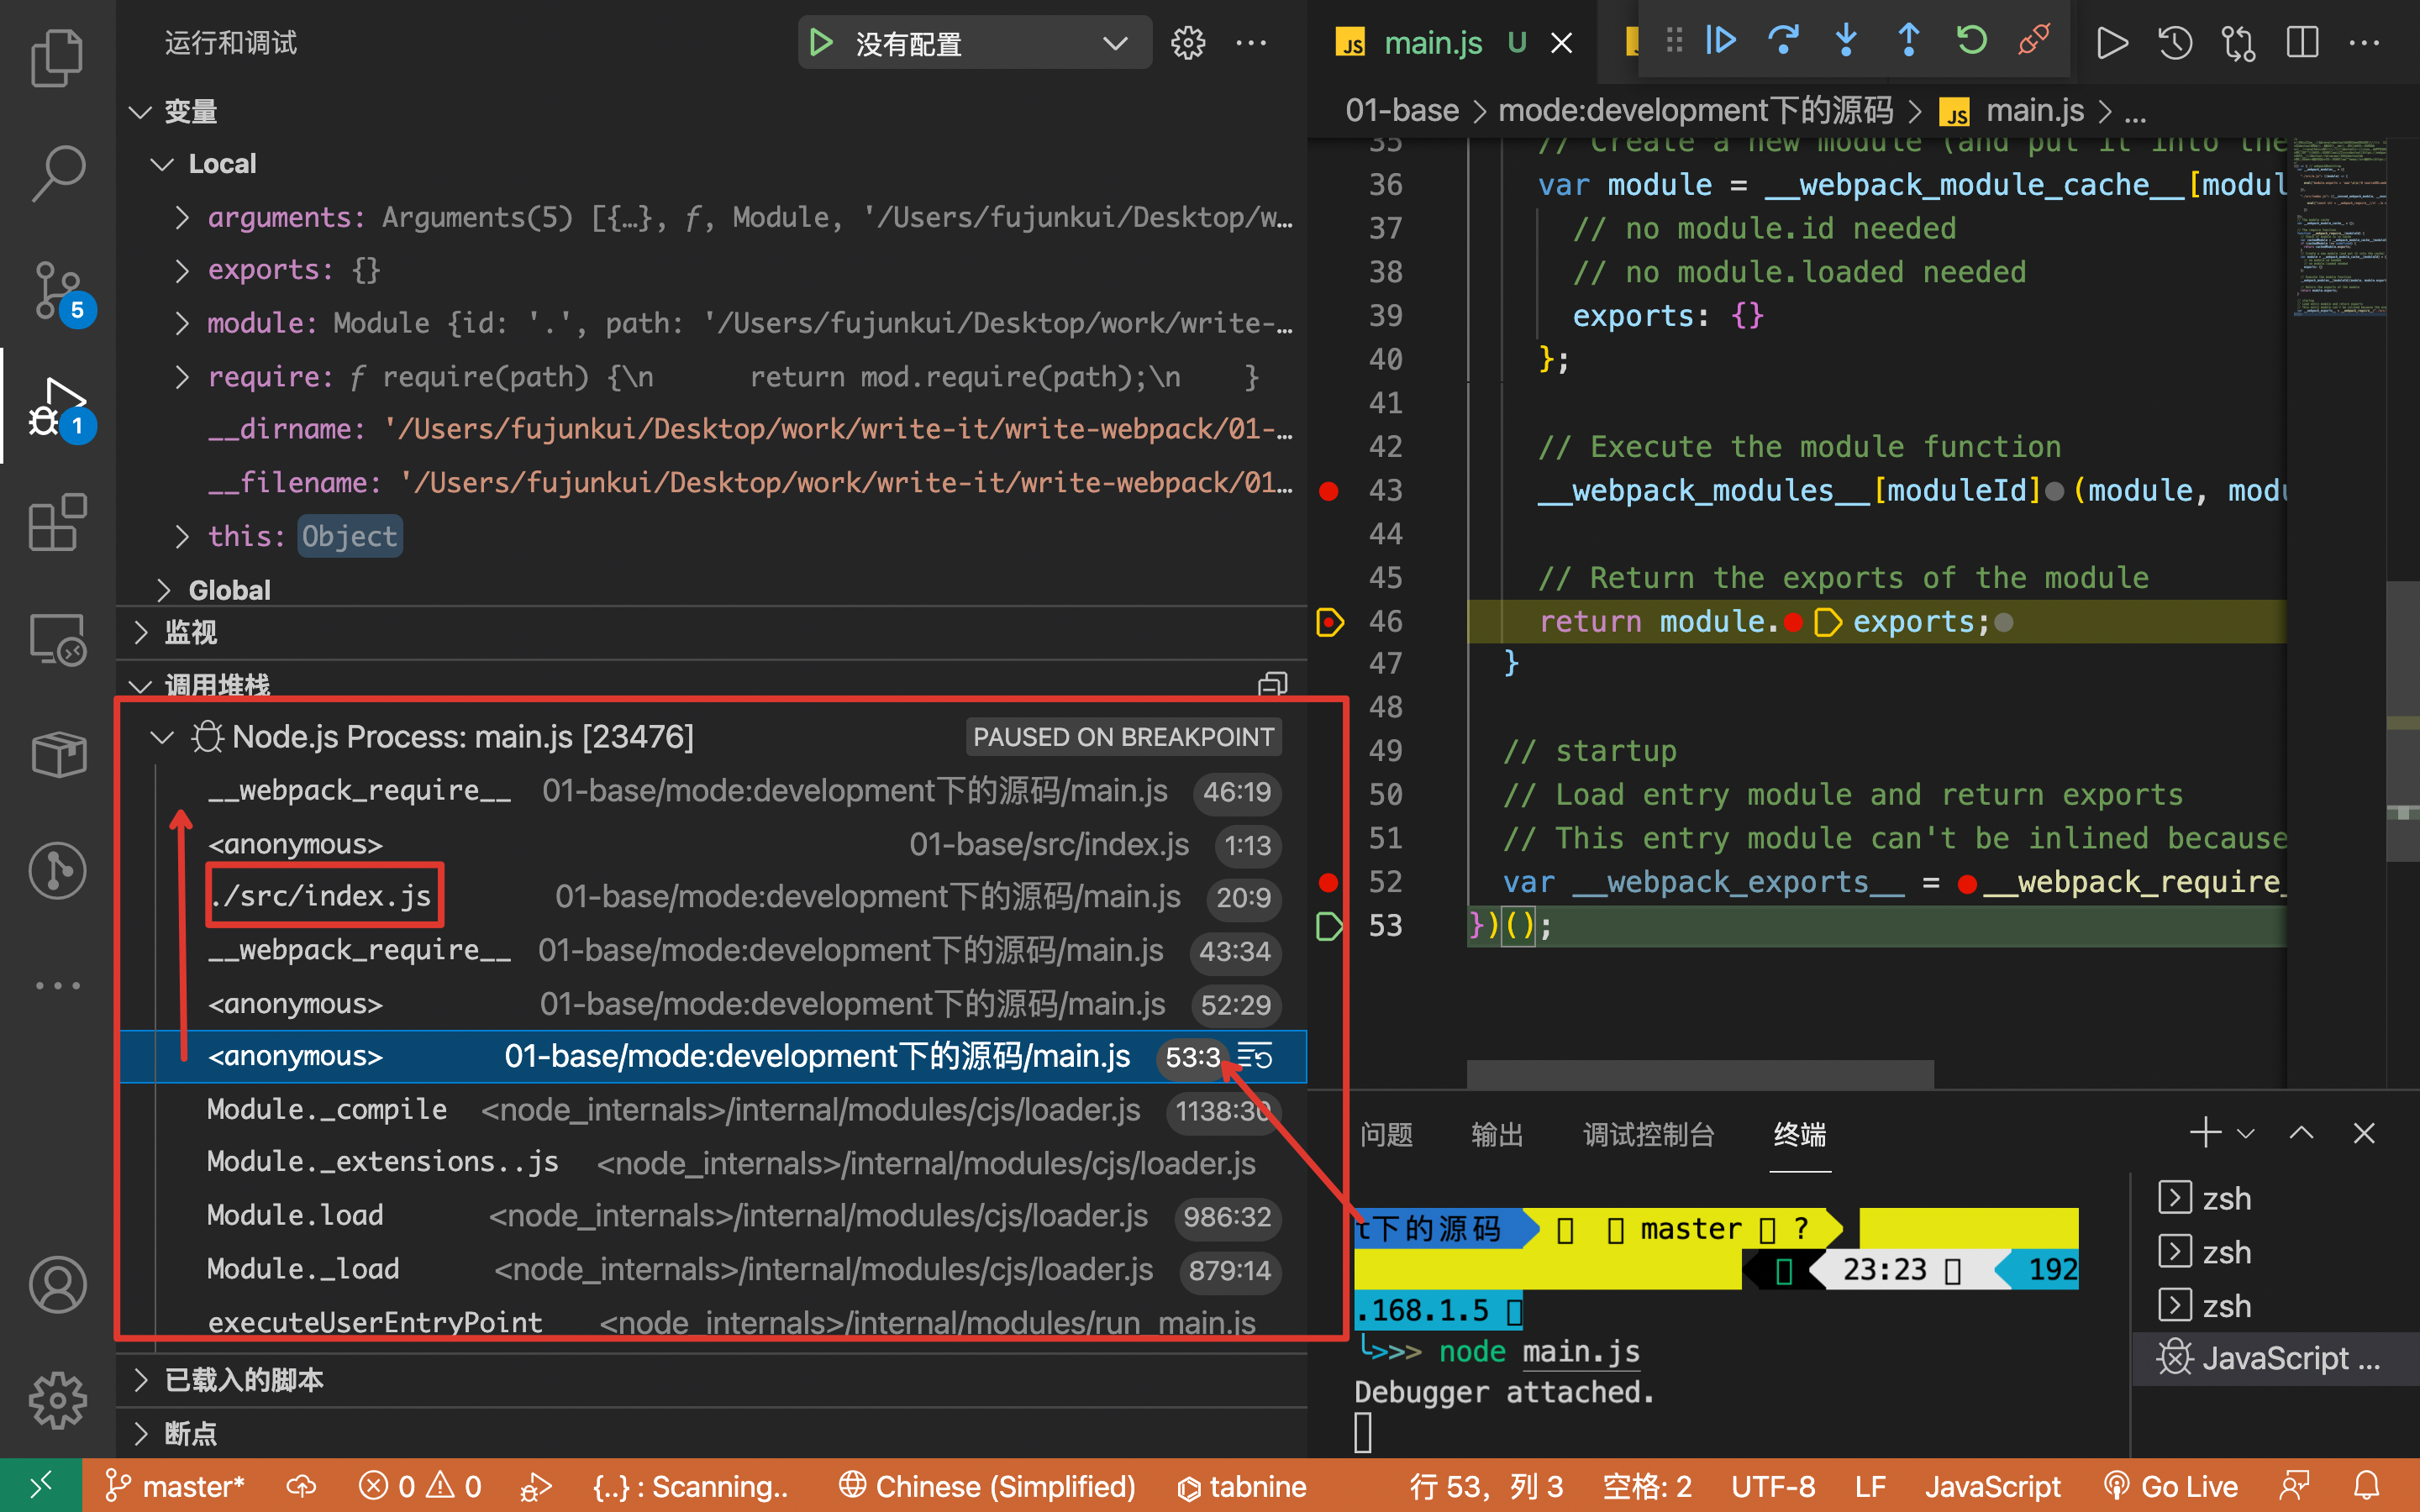 运行和调试
没有配置
变量
Local
arguments: Arguments(5) [{…}, ƒ, Module, '/Users/fujunkui/Desktop/w…
exports: {}
module: Module {id: '.', path: '/Users/fujunkui/Desktop/work/write-…
require: ƒ require(path) {\n      return mod.require(path);\n    }
__dirname: '/Users/fujunkui/Desktop/work/write-it/write-webpack/01-…
__filename: '/Users/fujunkui/Desktop/work/write-it/write-webpack/01…
this: Object
Global
监视
调用堆栈
Node.js Process: main.js [23476] PAUSED ON BREAKPOINT
__webpack_require__ 01-base/mode:development下的源码/main.js 46:19
<anonymous> 01-base/src/index.js 1:13
./src/index.js 01-base/mode:development下的源码/main.js 20:9
__webpack_require__ 01-base/mode:development下的源码/main.js 43:34
<anonymous> 01-base/mode:development下的源码/main.js 52:29
<anonymous> 01-base/mode:development下的源码/main.js 53:3
Module._compile <node_internals>/internal/modules/cjs/loader.js 1138:30
Module._extensions..js <node_internals>/internal/modules/cjs/loader.js
Module.load <node_internals>/internal/modules/cjs/loader.js 986:32
Module._load <node_internals>/internal/modules/cjs/loader.js 879:14
executeUserEntryPoint <node_internals>/internal/modules/run_main.js
已载入的脚本
断点
5
1
JS main.js U
01-base > mode:development下的源码 > JS main.js > ...
35 // Create a new module (and put it into the
36 var module = __webpack_module_cache__[modul
37 // no module.id needed
38 // no module.loaded needed
39 exports: {}
40 };
41
42 // Execute the module function
43 __webpack_modules__[moduleId](module, modu
44
45 // Return the exports of the module
46 return module.exports;
47 }
48
49 // startup
50 // Load entry module and return exports
51 // This entry module can't be inlined because
52 var __webpack_exports__ = __webpack_require_
53 })();
问题 输出 调试控制台 终端
t下的源码 master ?
23:23 192
.168.1.5
>>> node main.js
Debugger attached.
zsh
zsh
zsh
JavaScript ...
master* 0 0 {..} : Scanning.. Chinese (Simplified) tabnine 行 53，列 3 空格: 2 UTF-8 LF JavaScript Go Live